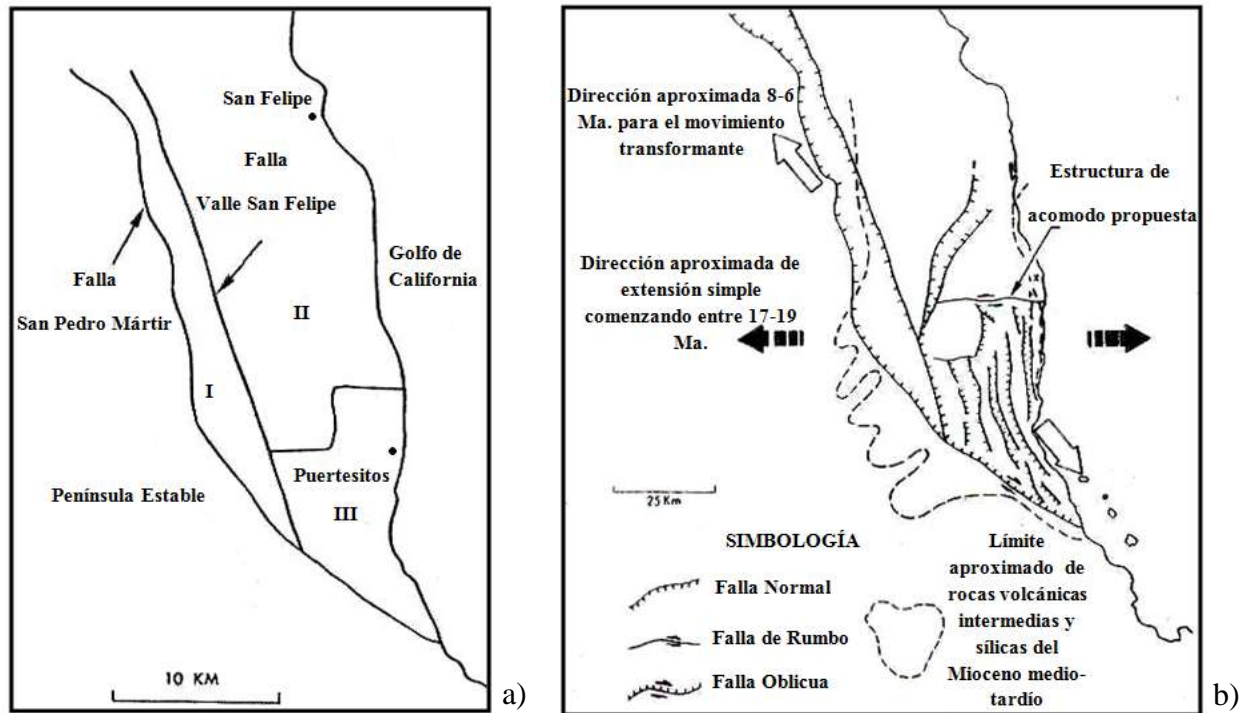 San Felipe
Falla
Valle San Felipe
Golfo de
California
Falla
San Pedro Mártir
II
I
Puertesitos
Península Estable
III
10 KM
a)
Dirección aproximada 8-6
Ma. para el movimiento
transformante
Estructura de
acomodo propuesta
Dirección aproximada de
extensión simple
comenzando entre 17-19
Ma.
25 Km
SIMBOLOGÍA
Falla Normal
Falla de Rumbo
Falla Oblicua
Límite
aproximado de
rocas volcánicas
intermedias y
sílicas del
Mioceno medio-
tardío
b)